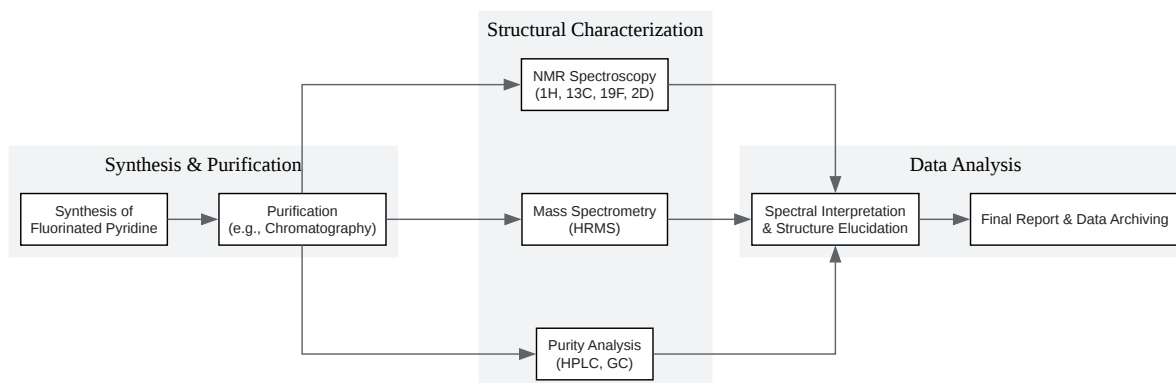 Structural Characterization
NMR Spectroscopy
(1H, 13C, 19F, 2D)
Synthesis & Purification
Data Analysis
Synthesis of
Fluorinated Pyridine
Purification
(e.g., Chromatography)
Mass Spectrometry
(HRMS)
Spectral Interpretation
& Structure Elucidation
Final Report & Data Archiving
Purity Analysis
(HPLC, GC)